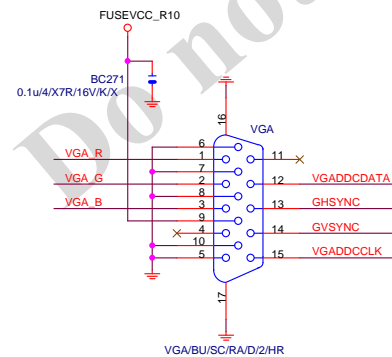 FUSEVCC_R10
BC271
0.1u/4/X7R/16V/K/X
Do not
16
VGA
6
VGA_R
1
11
7
VGA_G
2
12
VGADDCDATA
8
VGA_B
3
13
GHSYNC
9
4
14
GVSYNC
10
5
15
VGADDCCLK
17
VGA/BU/SC/RA/D/2/HR